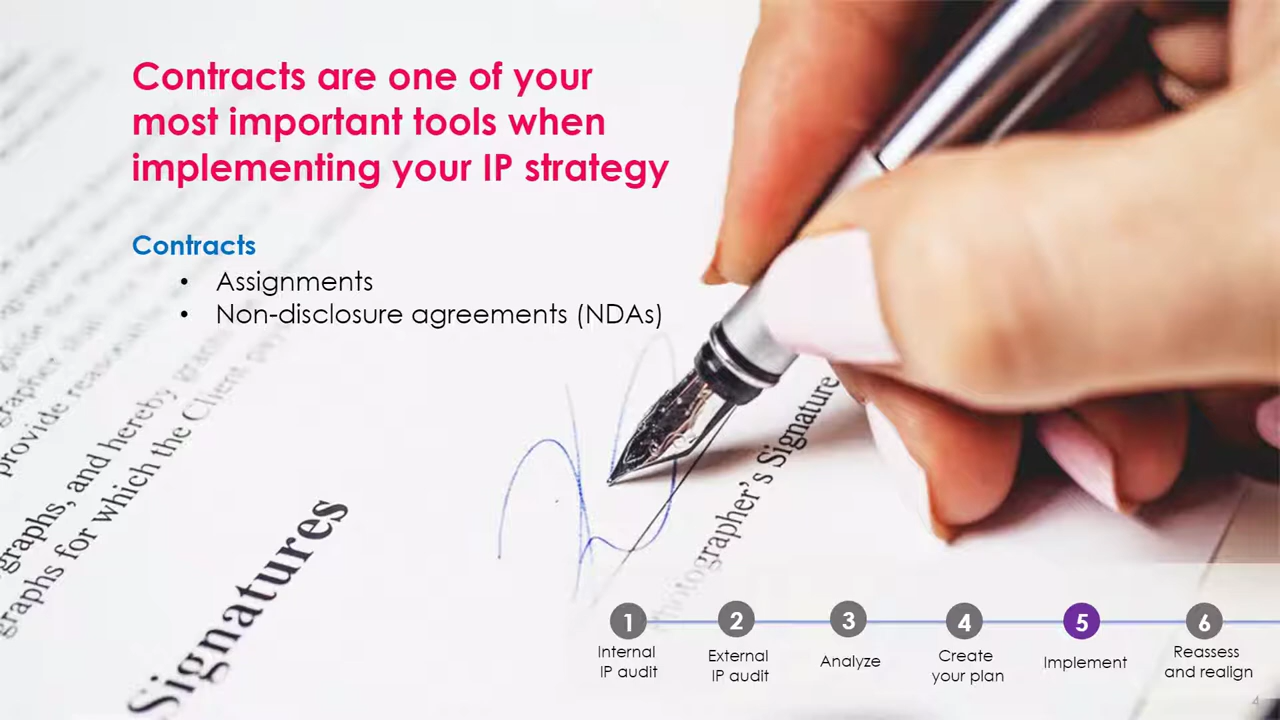 Contracts are one of your
most important tools when
implementing your IP strategy
Contracts
• Assignments
• Non-disclosure agreements (NDAs)
provide reasonable
graphs, and hereby
graphs for which the Client
Signatures
Photographer's Signature
1 2 3 4 5 6
Internal
IP audit
External
IP audit
Analyze
Create
your plan
Implement
Reassess
and realign
4